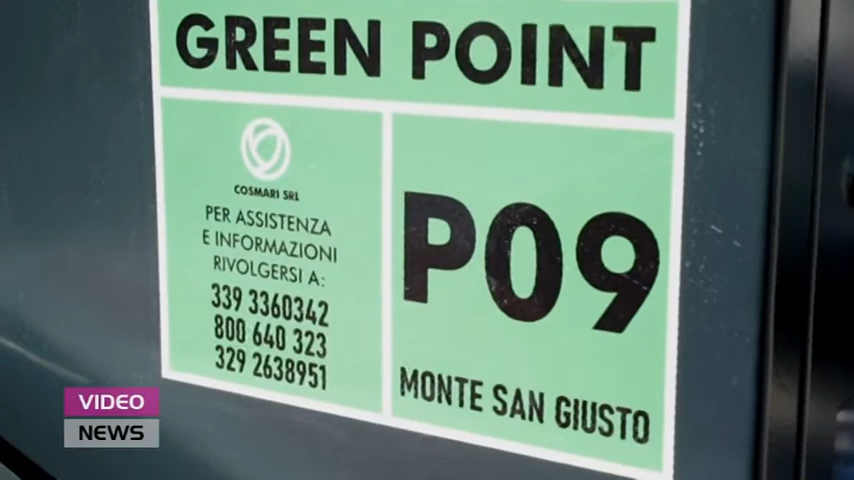 GREEN POINT
COSMARI SRL
PER ASSISTENZA
E INFORMAZIONI
RIVOLGERSI A:
339 3360342
800 640 323
329 2638951
P09
MONTE SAN GIUSTO
VIDEO
NEWS